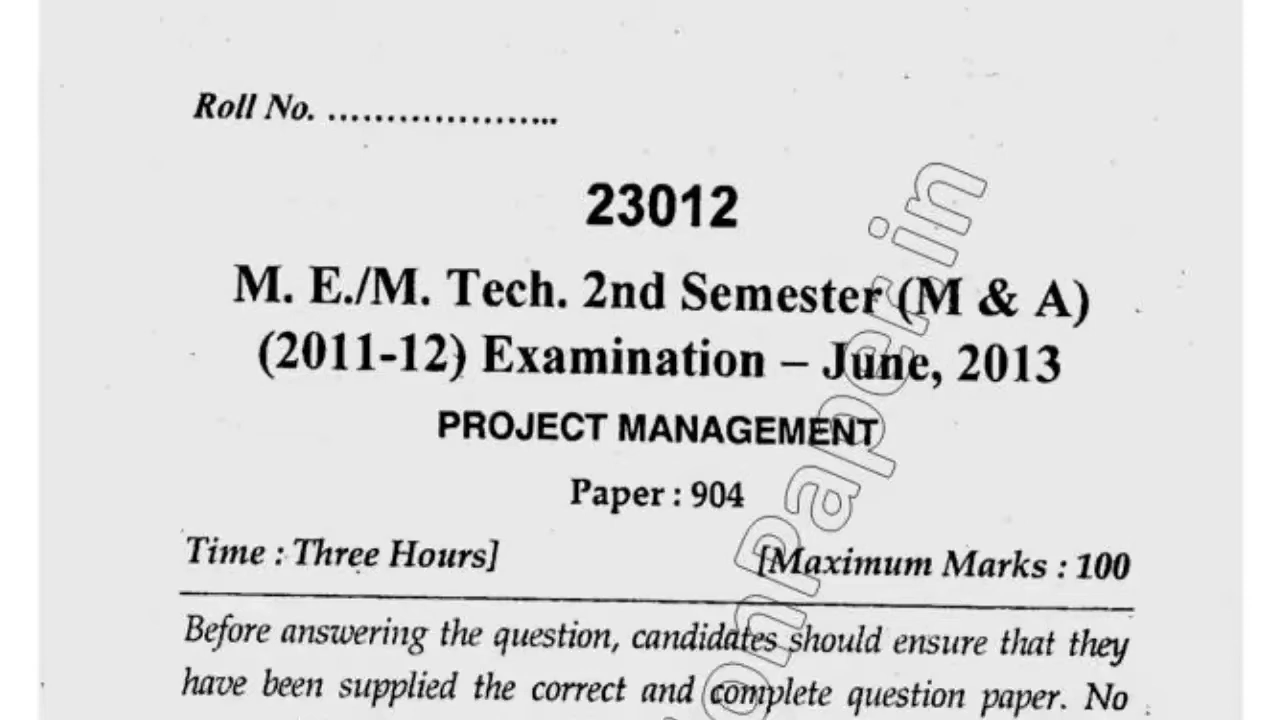 Roll No. ......................
23012
M. E./M. Tech. 2nd Semester (M & A)
(2011-12) Examination – June, 2013
PROJECT MANAGEMENT
Paper : 904
Time : Three Hours] [Maximum Marks : 100
Before answering the question, candidates should ensure that they
have been supplied the correct and complete question paper. No
onPaper.in